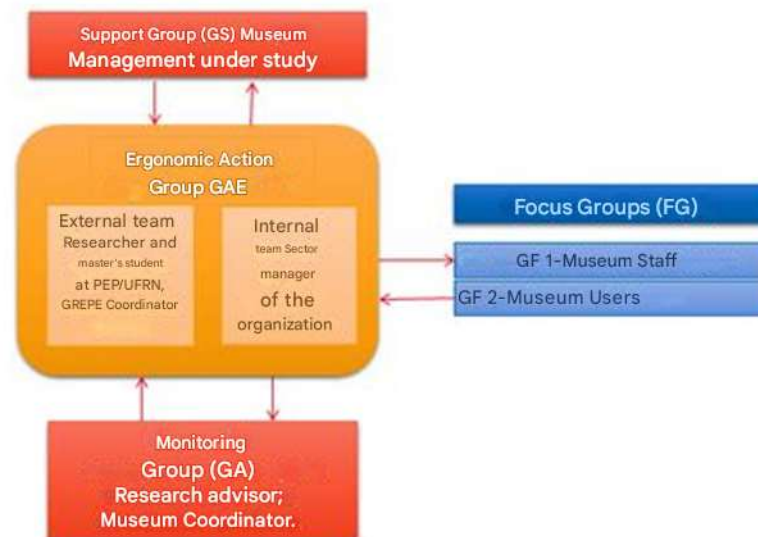 Support Group (GS) Museum
Management under study
Ergonomic Action
Group GAE
External team
Researcher and
master's student
at PEP/UFRN,
GREPE Coordinator
Internal
team Sector
manager
of the
organization
Focus Groups (FG)
GF 1-Museum Staff
GF 2-Museum Users
Monitoring
Group (GA)
Research advisor;
Museum Coordinator.